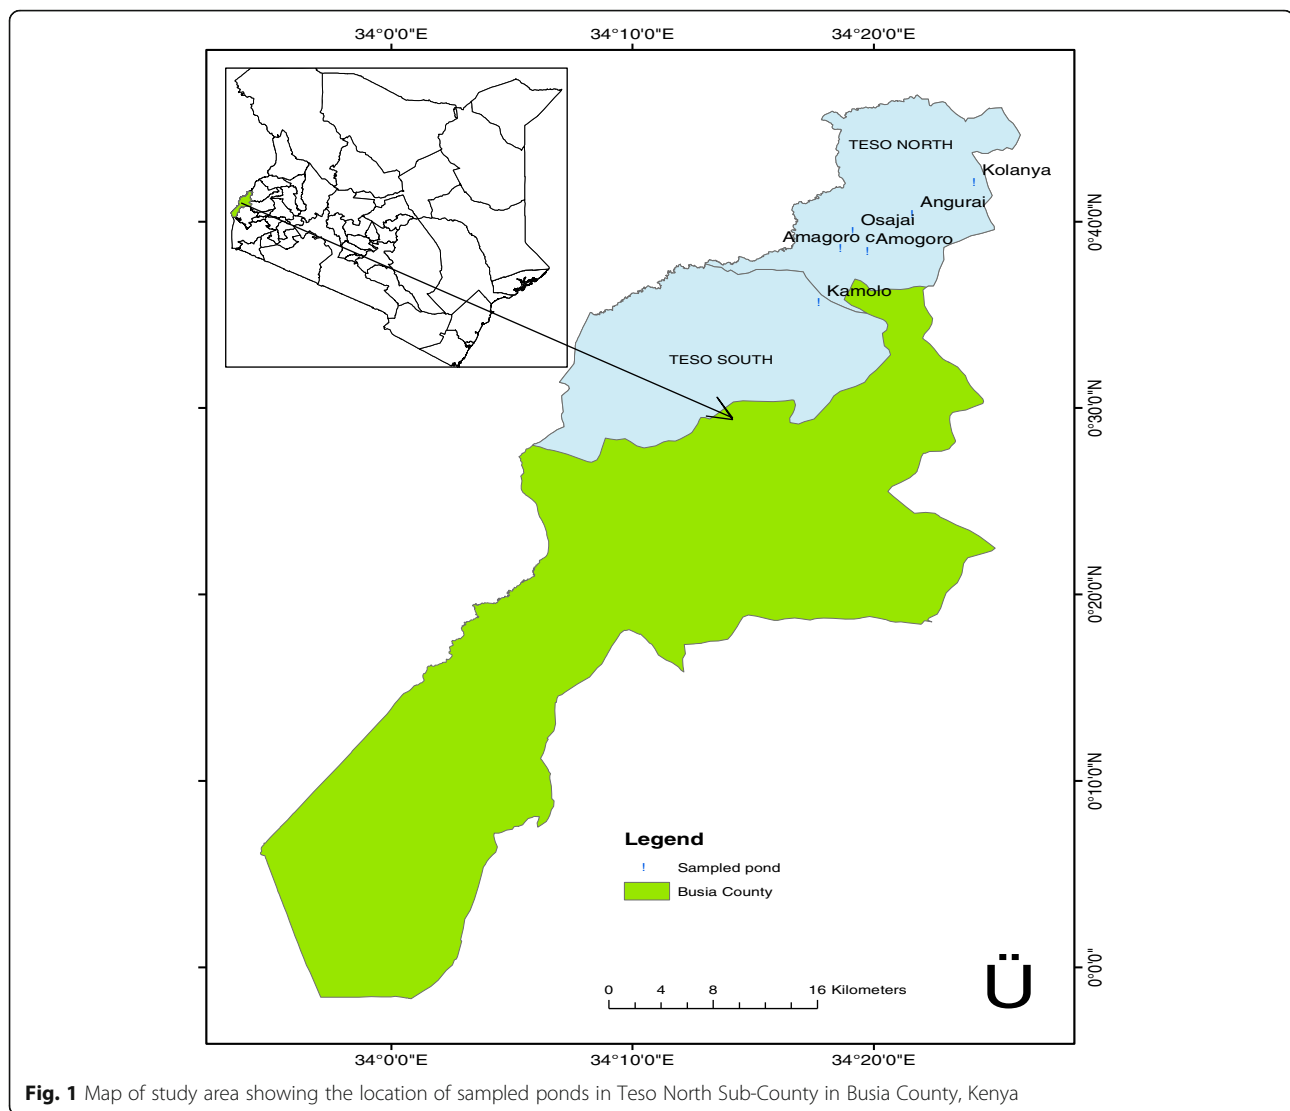 34°0'0"E 34°10'0"E 34°20'0"E
TESO NORTH
Kolanya
Angurai
Osajai
Amagoro c Amogoro
Kamolo
TESO SOUTH
0°40'0"N
0°30'0"N
0°20'0"N
0°10'0"N
0°0'0"
Legend
! Sampled pond
Busia County
0 4 8 16 Kilometers
Ü
34°0'0"E 34°10'0"E 34°20'0"E
Fig. 1 Map of study area showing the location of sampled ponds in Teso North Sub-County in Busia County, Kenya